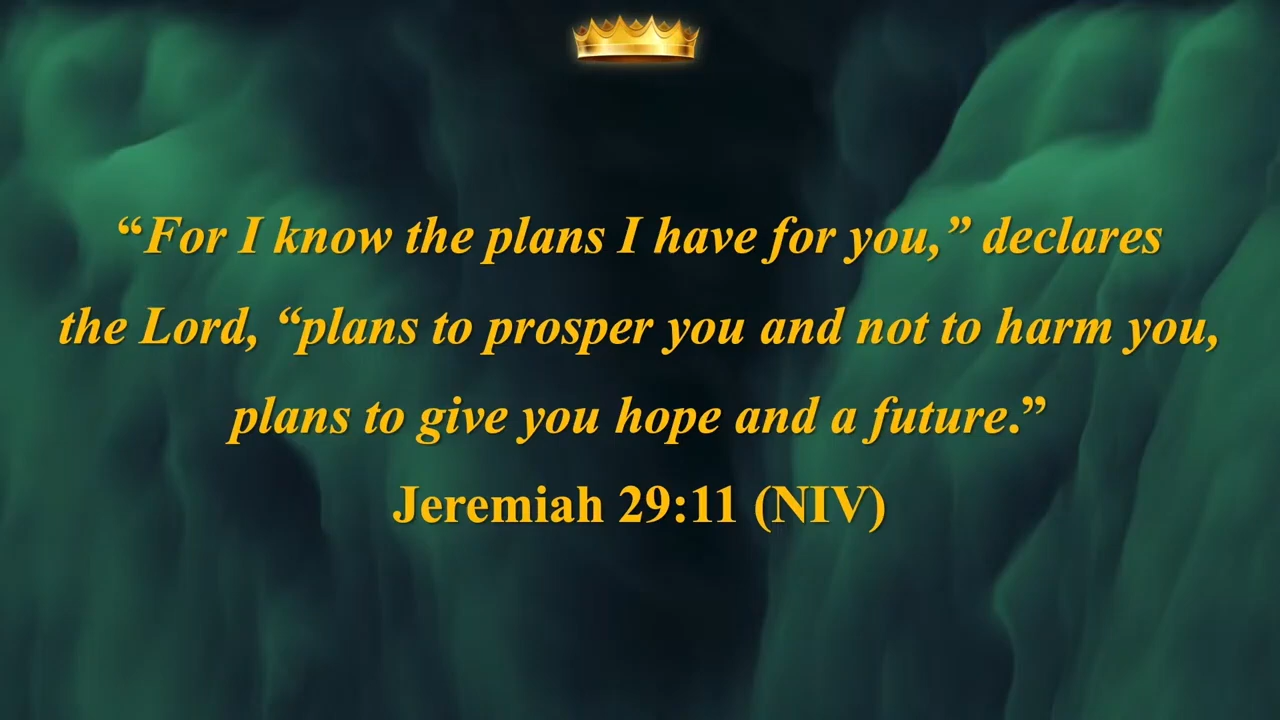 “For I know the plans I have for you,” declares
the Lord, “plans to prosper you and not to harm you,
plans to give you hope and a future.”
Jeremiah 29:11 (NIV)